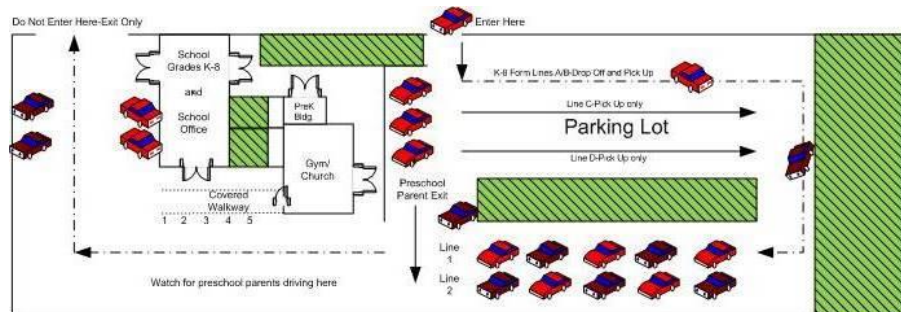 Do Not Enter Here-Exit Only
Enter Here
School
Grades K-8
and
School
Office
PreK
Bldg.
Gym/
Church
Covered
Walkway
1 2 3 4 5
K-8 Form Lines A/B-Drop Off and Pick Up
Line C-Pick Up only
Parking Lot
Line D-Pick Up only
Preschool
Parent Exit
Line
1
Line
2
Watch for preschool parents driving here